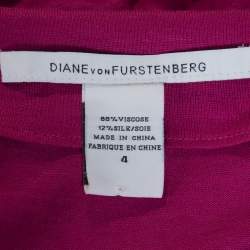 DIANE VON FURSTENBERG
88% VISCOSE
12% SILK/SOIE
MADE IN CHINA
FABRIQUE EN CHINE
4